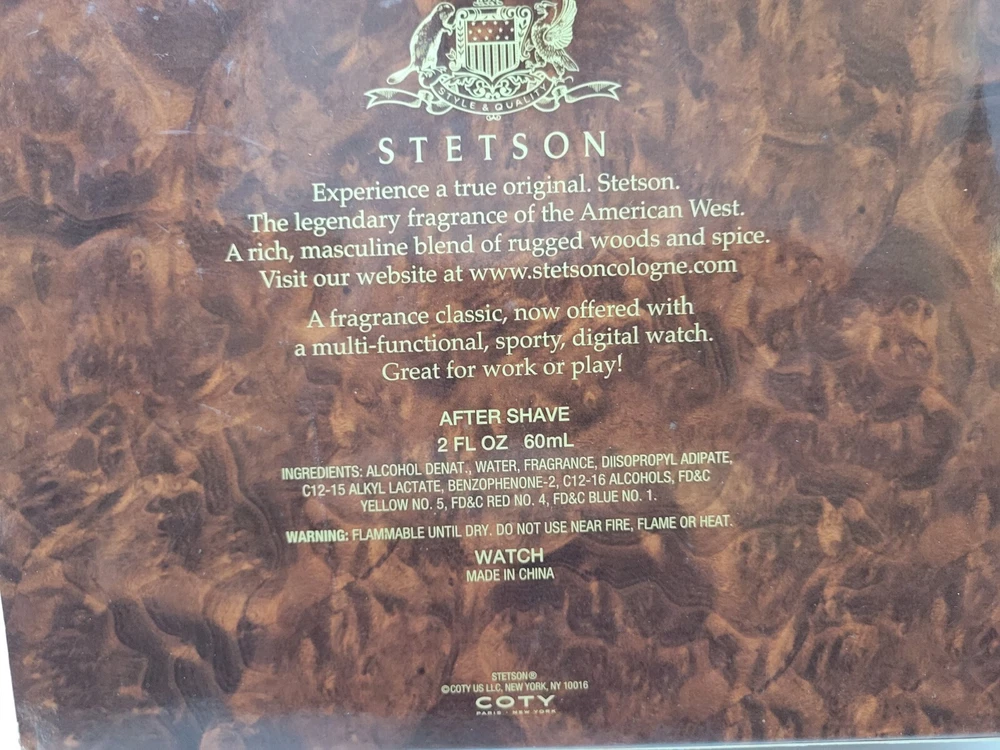 STYLE & QUALITY
STETSON
Experience a true original. Stetson.
The legendary fragrance of the American West.
A rich, masculine blend of rugged woods and spice.
Visit our website at www.stetsoncologne.com
A fragrance classic, now offered with
a multi-functional, sporty, digital watch.
Great for work or play!
AFTER SHAVE
2 FL OZ 60mL
INGREDIENTS: ALCOHOL DENAT., WATER, FRAGRANCE, DIISOPROPYL ADIPATE,
C12-15 ALKYL LACTATE, BENZOPHENONE-2, C12-16 ALCOHOLS, FD&C
YELLOW NO. 5, FD&C RED NO. 4, FD&C BLUE NO. 1.
WARNING: FLAMMABLE UNTIL DRY. DO NOT USE NEAR FIRE, FLAME OR HEAT.
WATCH
MADE IN CHINA
STETSON®
©COTY US LLC, NEW YORK, NY 10016
COTY
PARIS - NEW YORK